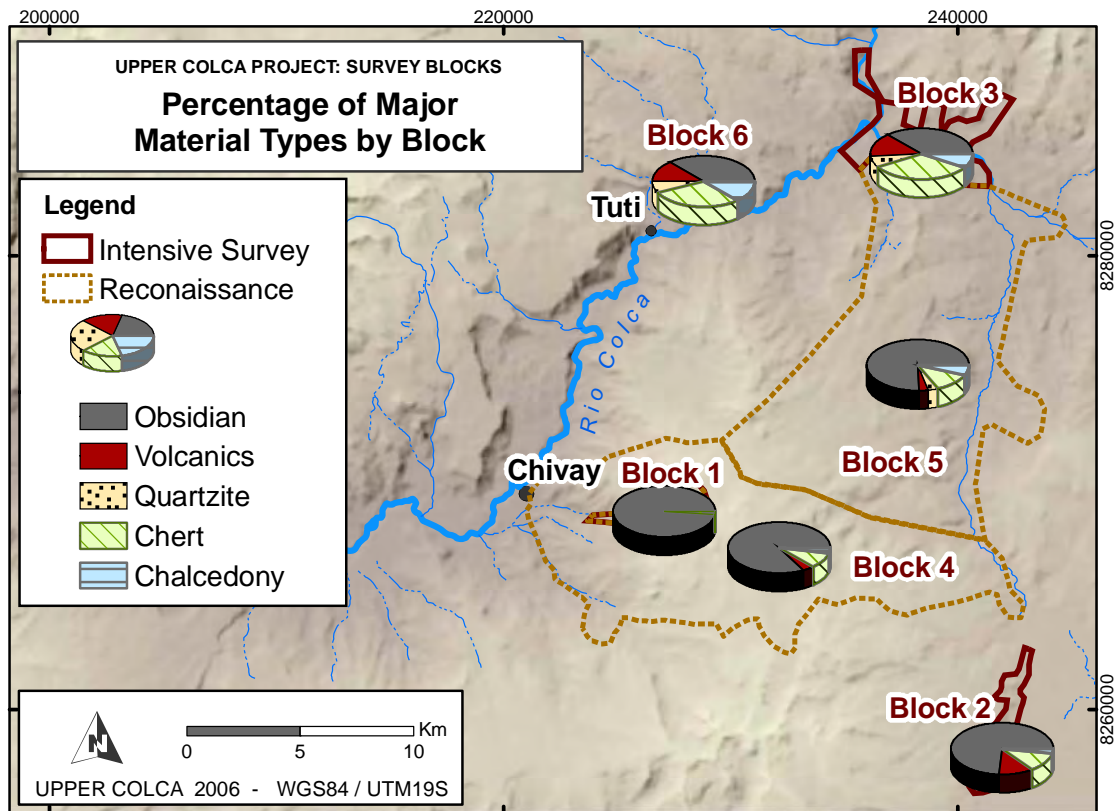 200000
220000
240000
UPPER COLCA PROJECT: SURVEY BLOCKS
Percentage of Major
Material Types by Block
Block 3
Block 6
Tuti
Legend
Intensive Survey
Reconaissance
8280000
Obsidian
Volcanics
Quartzite
Chert
Chalcedony
Rio Colca
Chivay
Block 1
Block 5
Block 4
Block 2
8260000
N
Km
0 5 10
UPPER COLCA 2006 - WGS84 / UTM19S